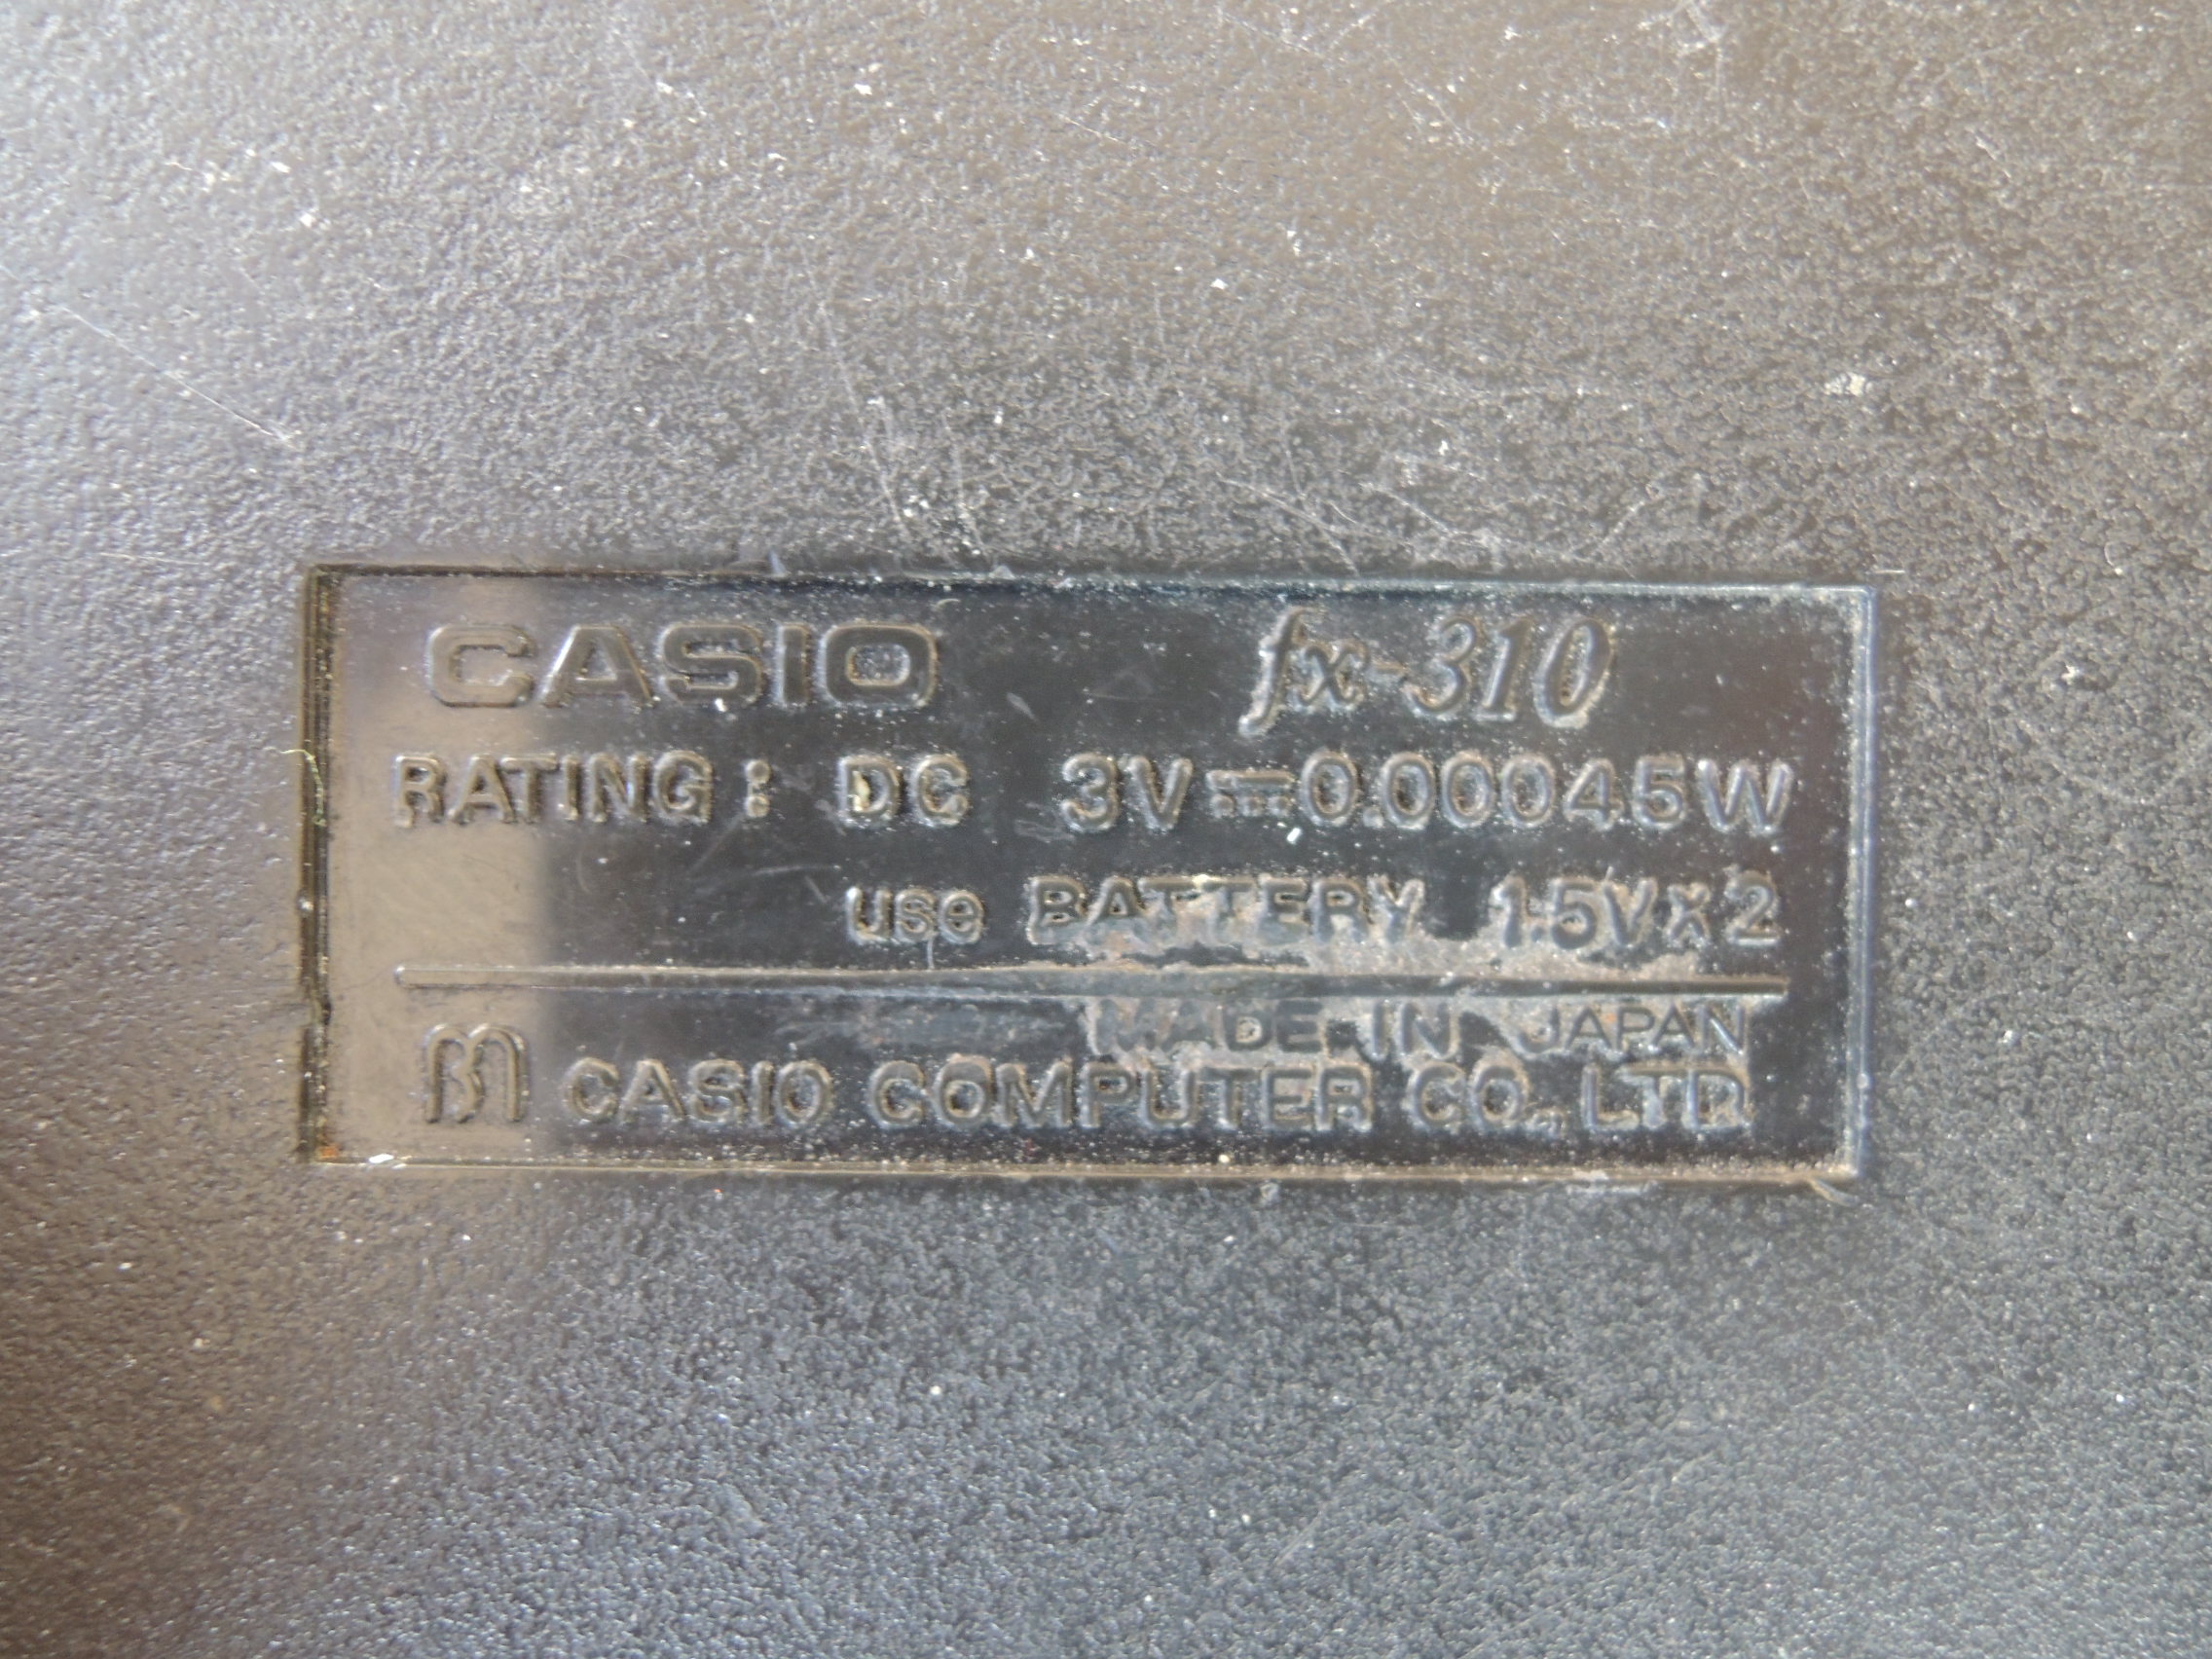 CASIO fx-310
RATING : DC 3V⎓0.00045W
use BATTERY 1.5V×2
MADE IN JAPAN
CASIO COMPUTER CO., LTD.